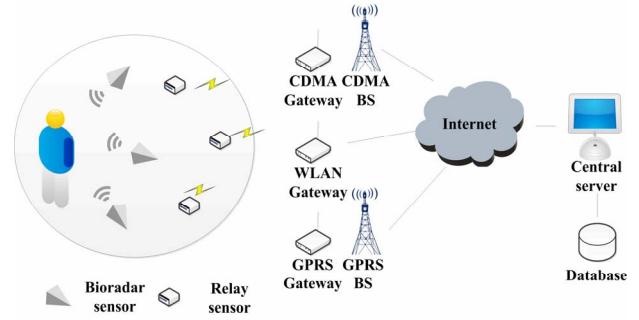 CDMA CDMA
Gateway BS
Internet
WLAN
Gateway
Central
server
GPRS GPRS
Gateway BS
Database
Bioradar
sensor
Relay
sensor